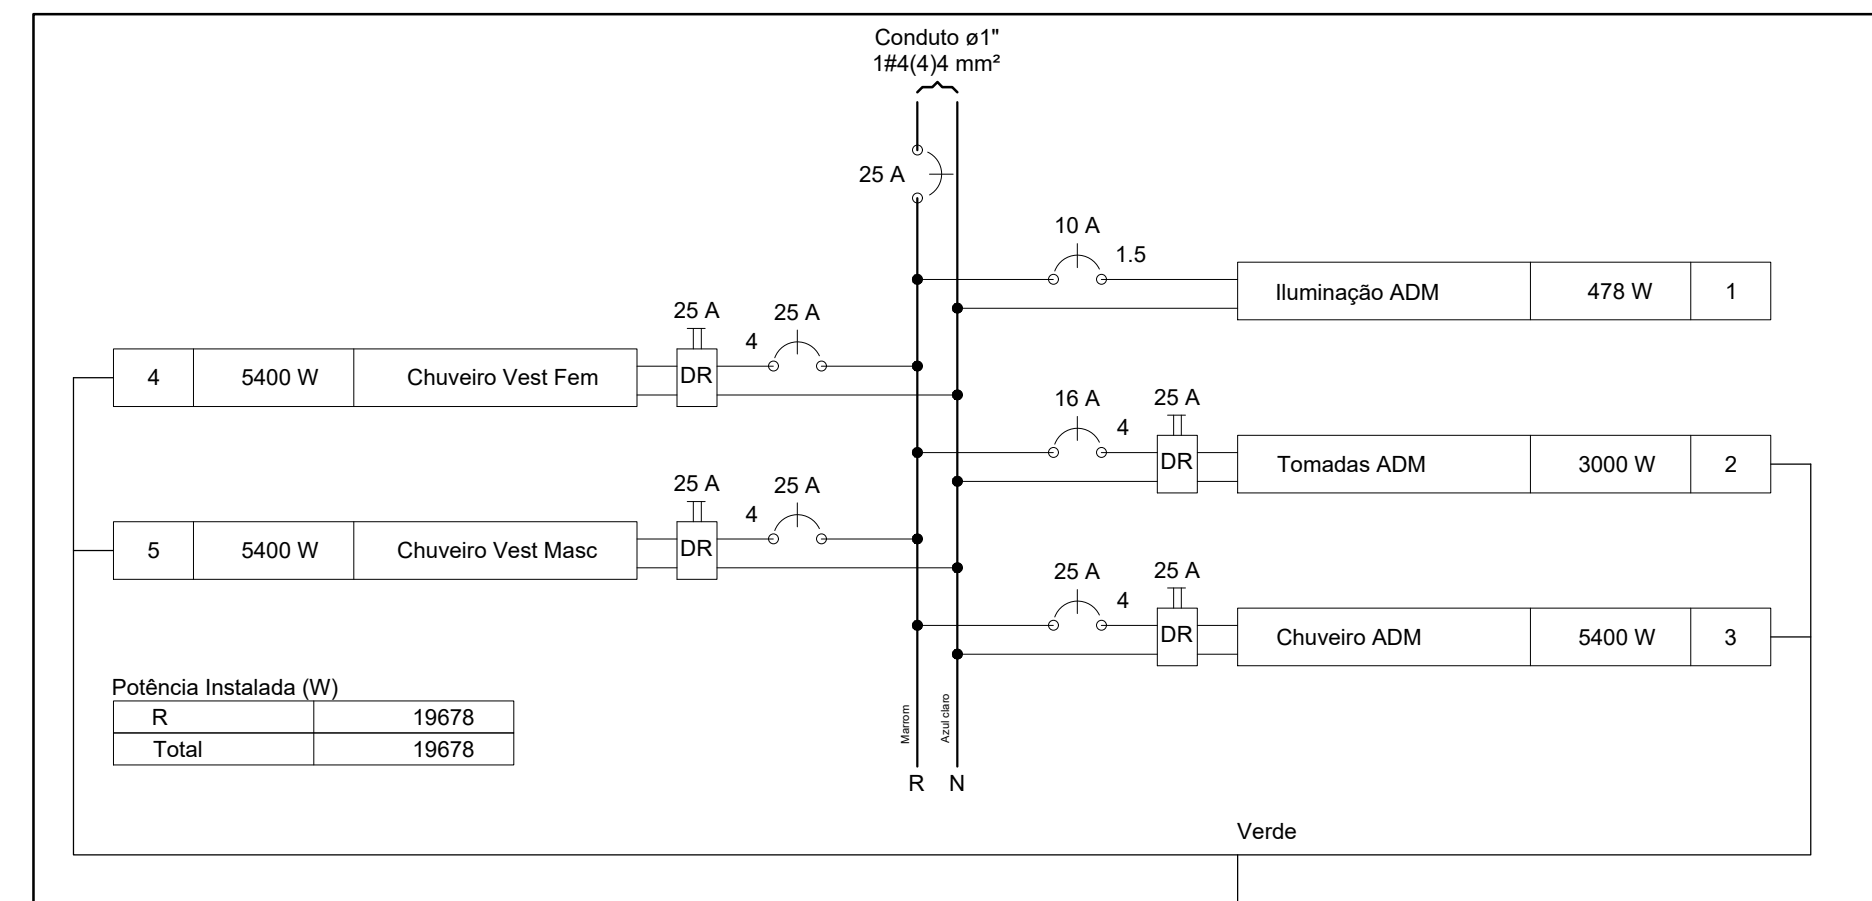 Conduto ø1"
1#4(4)4 mm²
25 A
10 A
1.5
Iluminação ADM 478 W 1
25 A 25 A
4
4 5400 W Chuveiro Vest Fem DR
16 A 25 A
4
DR Tomadas ADM 3000 W 2
25 A 25 A
4
5 5400 W Chuveiro Vest Masc DR
25 A 25 A
4
DR Chuveiro ADM 5400 W 3
Potência Instalada (W)
R 19678
Total 19678
Marrom
Azul claro
R N
Verde